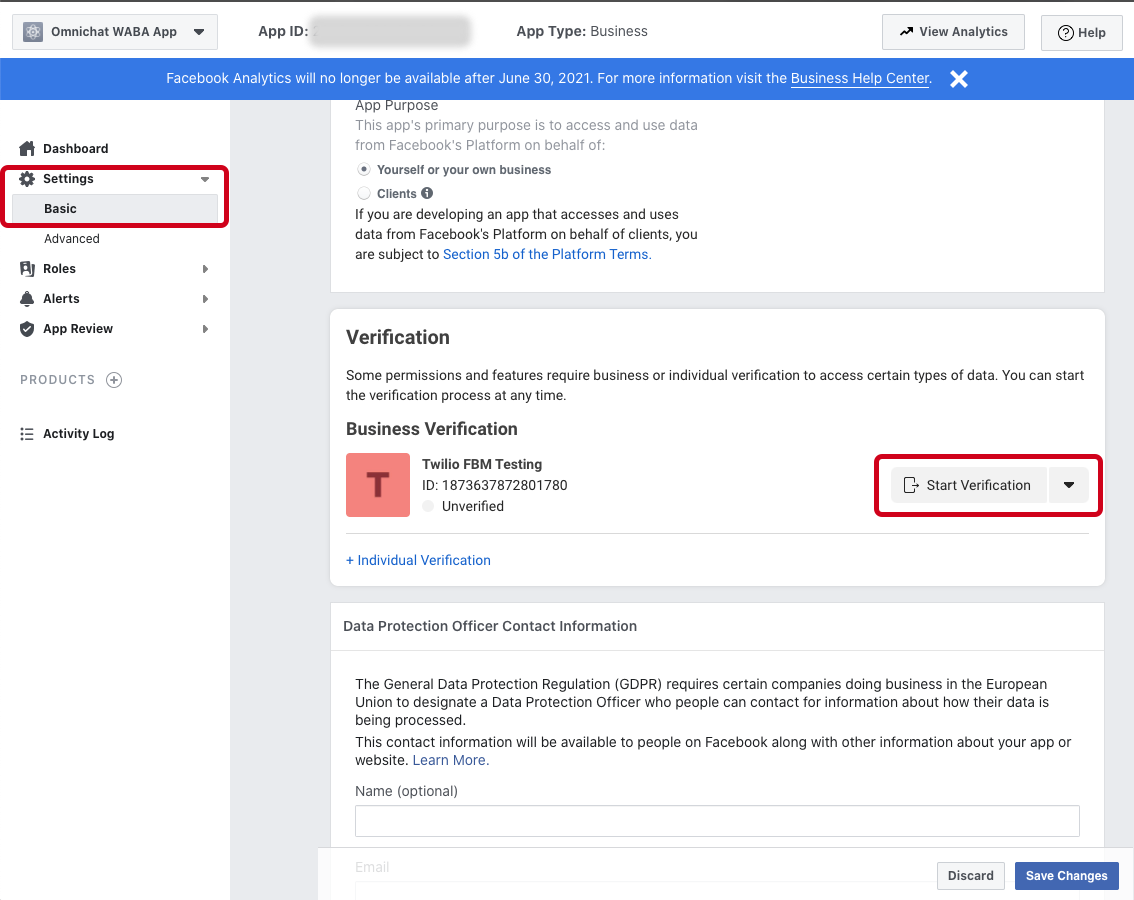 Omnichat WABA App
App ID:
App Type: Business
View Analytics
Help
Facebook Analytics will no longer be available after June 30, 2021. For more information visit the Business Help Center.
Dashboard
Settings
Basic
Advanced
Roles
Alerts
App Review
PRODUCTS
Activity Log
App Purpose
This app's primary purpose is to access and use data
from Facebook's Platform on behalf of:
Yourself or your own business
Clients
If you are developing an app that accesses and uses
data from Facebook's Platform on behalf of clients, you
are subject to Section 5b of the Platform Terms.
Verification
Some permissions and features require business or individual verification to access certain types of data. You can start
the verification process at any time.
Business Verification
T
Twilio FBM Testing
ID: 1873637872801780
Unverified
Start Verification
+ Individual Verification
Data Protection Officer Contact Information
The General Data Protection Regulation (GDPR) requires certain companies doing business in the European
Union to designate a Data Protection Officer who people can contact for information about how their data is
being processed.
This contact information will be available to people on Facebook along with other information about your app or
website. Learn More.
Name (optional)
Email
Discard
Save Changes